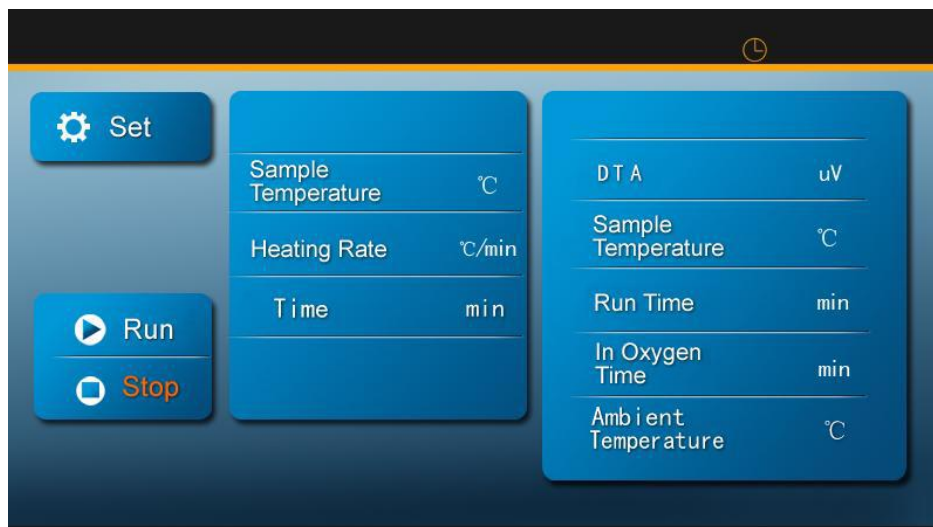 Set
Sample
Temperature ℃
Heating Rate ℃/min
Time min
Run
Stop
DTA uV
Sample
Temperature ℃
Run Time min
In Oxygen
Time min
Ambient
Temperature ℃